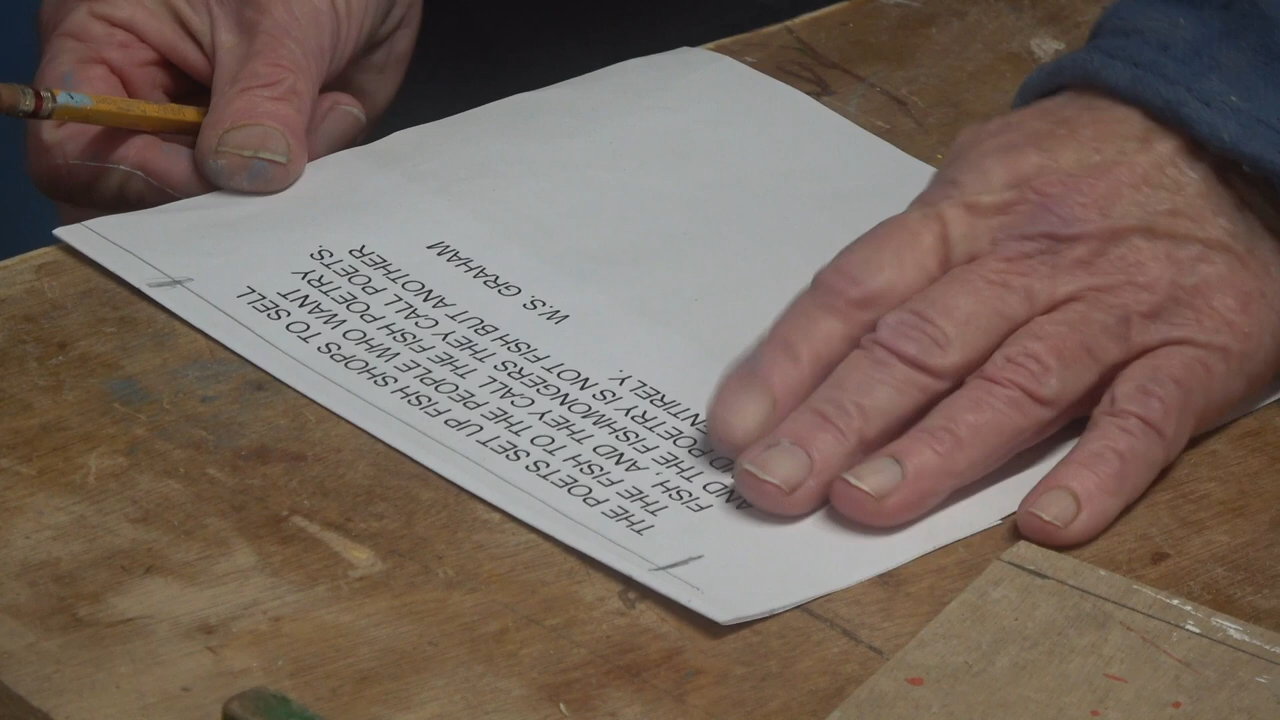 THE POETS SET UP FISH SHOPS TO SELL
THE FISH TO THE PEOPLE WHO WANT
FISH AND THEY CALL THE FISH POETRY
AND THE FISHMONGERS THEY CALL POETS.
POETRY IS NOT FISH BUT ANOTHER
ENTIRELY.
W.S. GRAHAM